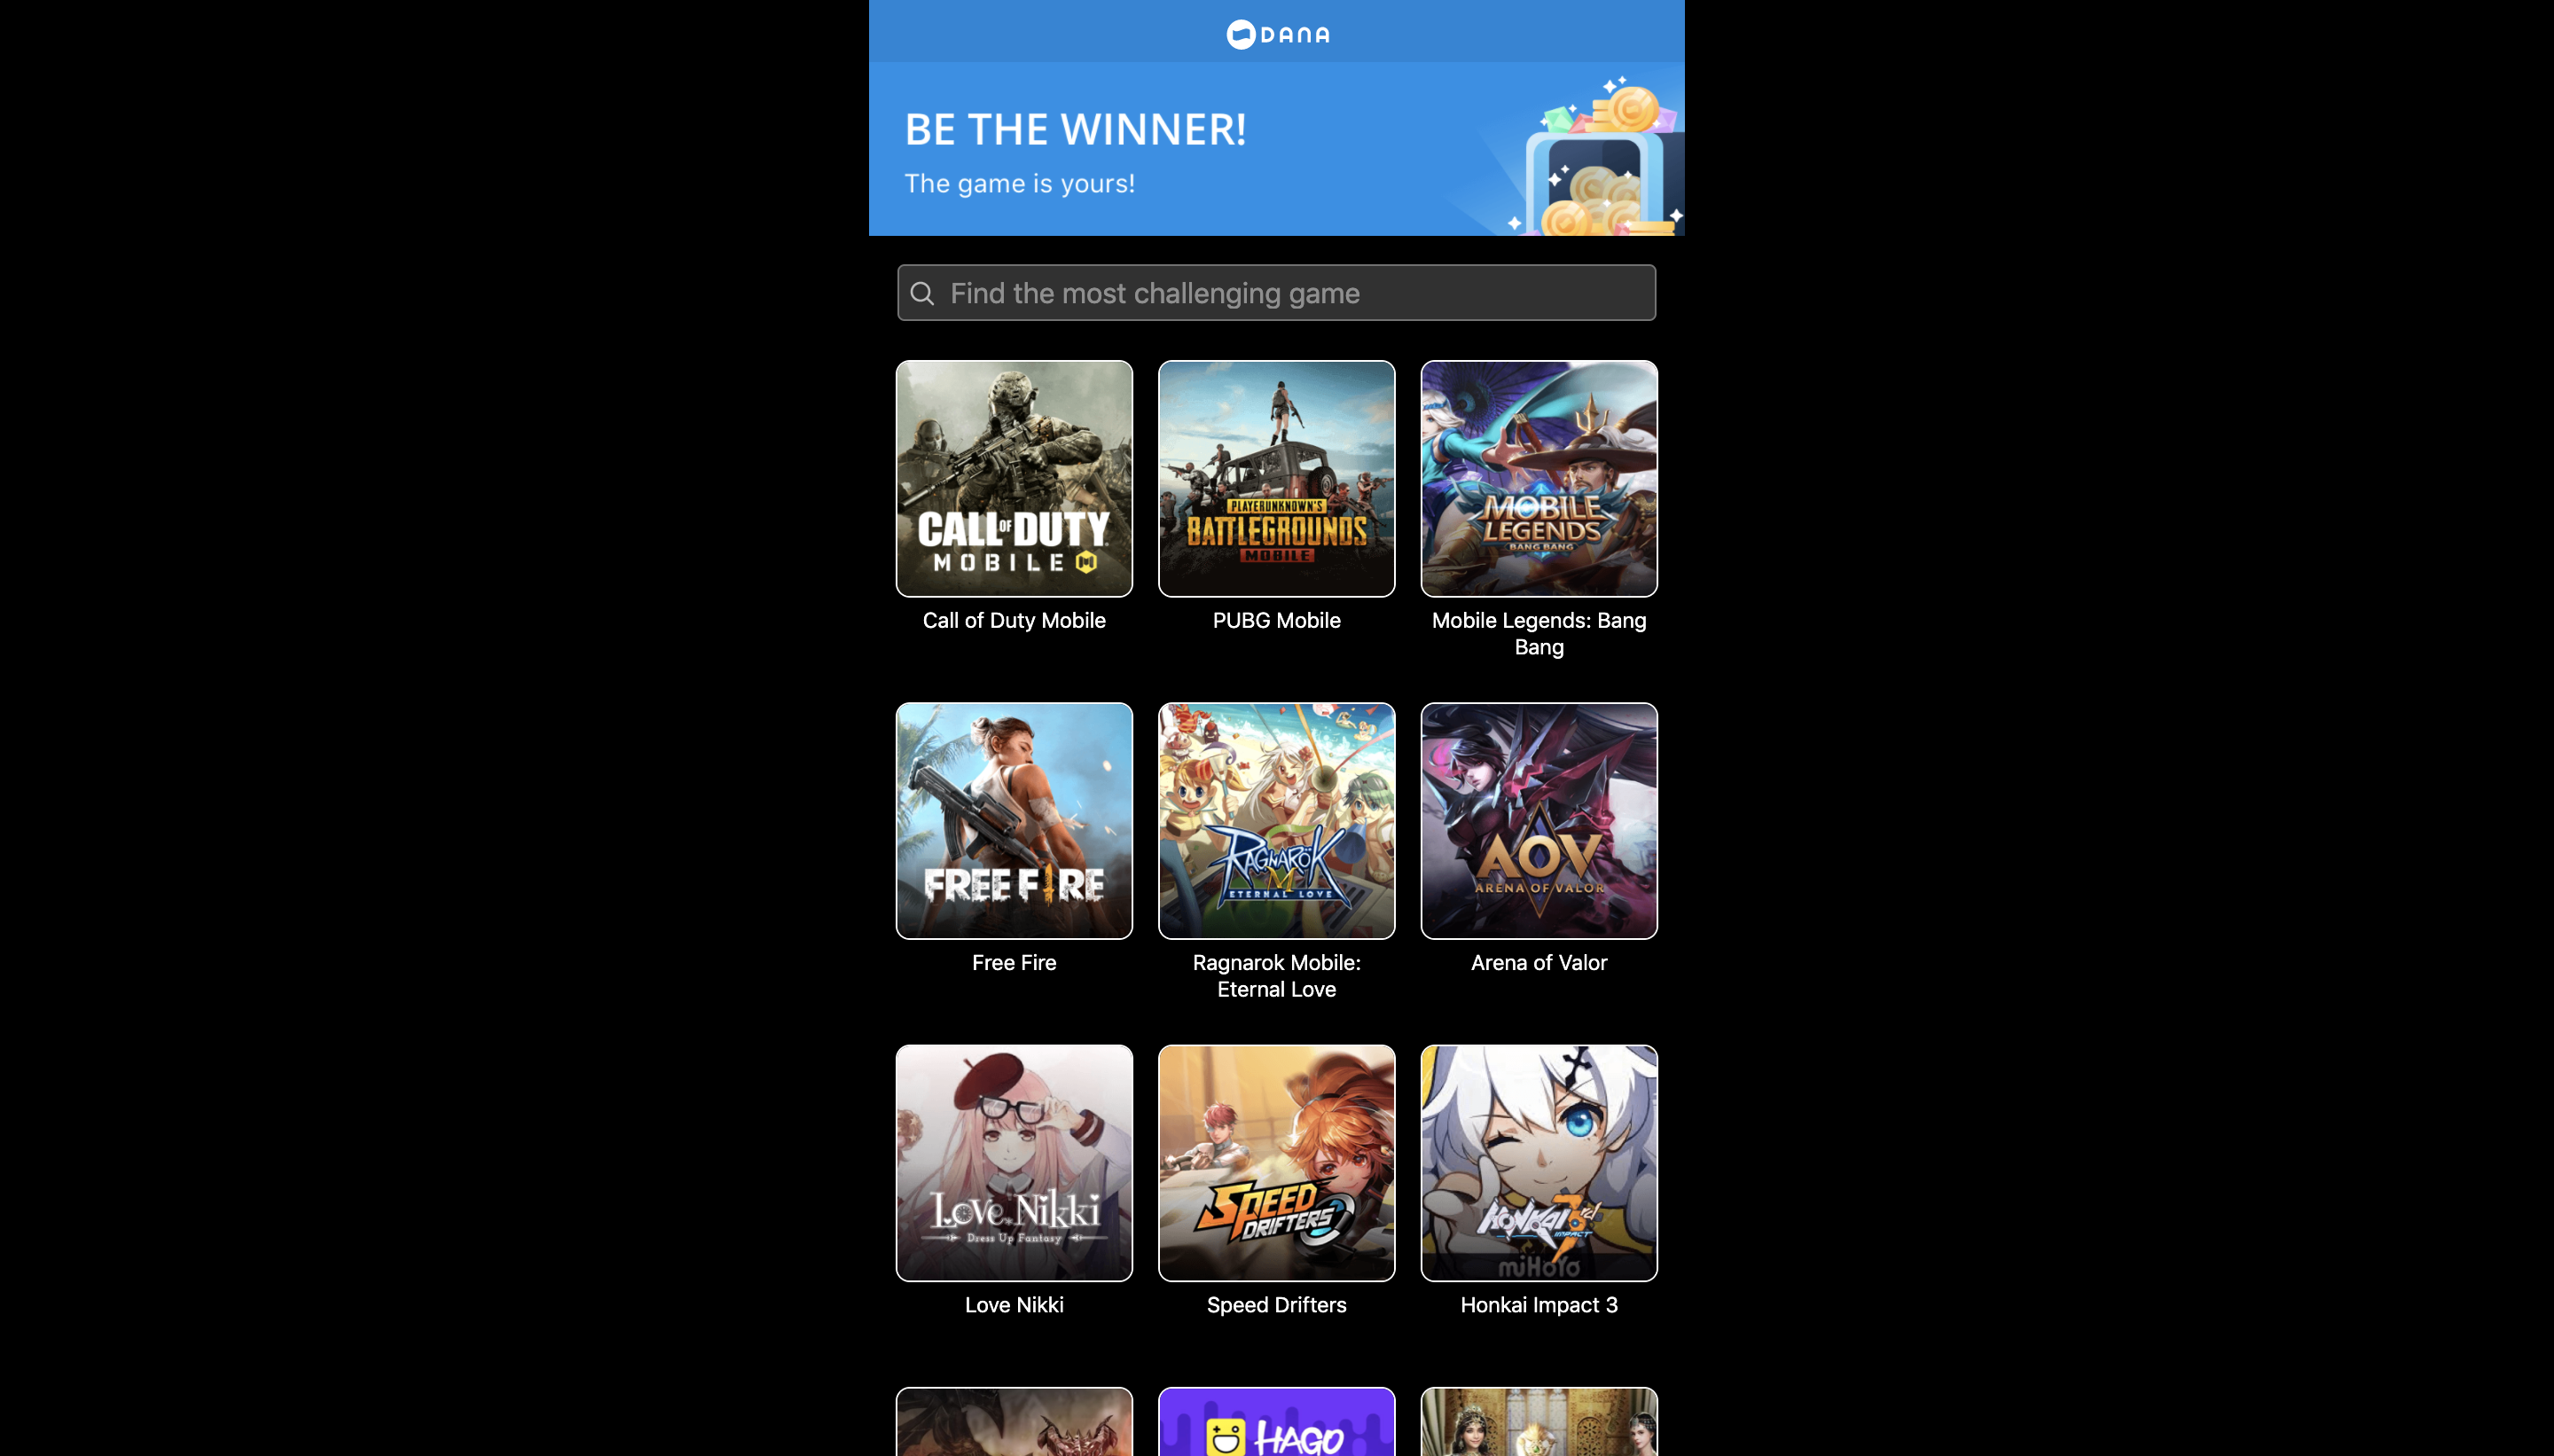 DANA
BE THE WINNER!
The game is yours!
Find the most challenging game
CALL OF DUTY
MOBILE
PLAYERUNKNOWN'S
BATTLEGROUNDS
MOBILE
MOBILE
LEGENDS
BANG BANG
Call of Duty Mobile
PUBG Mobile
Mobile Legends: Bang
Bang
FREE FIRE
RAGNARÖK
M
ETERNAL LOVE
AOV
ARENA OF VALOR
Free Fire
Ragnarok Mobile:
Eternal Love
Arena of Valor
Love Nikki
Dress Up Fantasy
SPEED
DRIFTERS
HONKAI 3rd
IMPACT
miHoYo
Love Nikki
Speed Drifters
Honkai Impact 3
HAGO